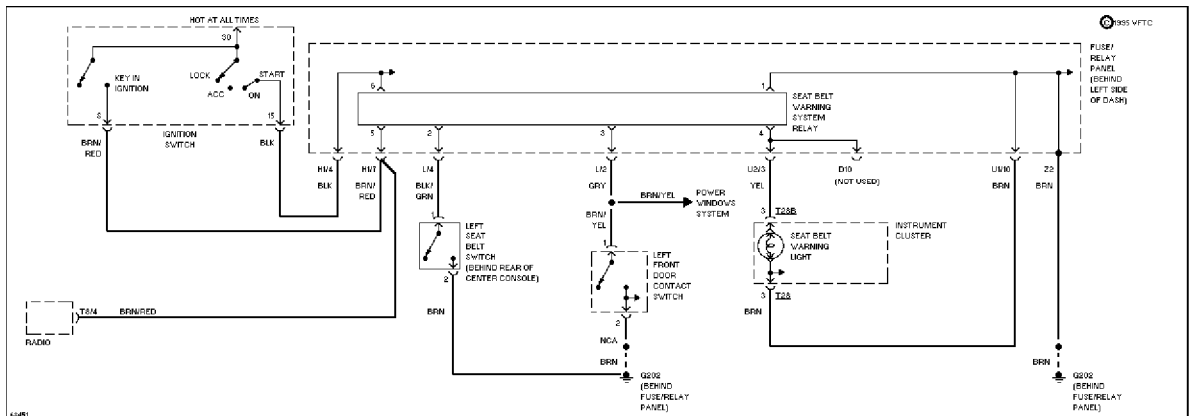 HOT AT ALL TIMES
©1995 VFTC
30
FUSE/
RELAY
PANEL
(BEHIND
LEFT SIDE
OF DASH)
LOCK
START
KEY IN
IGNITION
ACC
ON
6
1
SEAT BELT
WARNING
SYSTEM
RELAY
S
15
5
2
3
4
IGNITION
SWITCH
BRN/
RED
BLK
H1/4
H1/7
L/4
L/2
U2/3
D10
U1/10
Z2
(NOT USED)
BLK
BRN/
RED
BLK/
GRN
GRY
YEL
BRN
BRN
BRN/YEL
POWER
WINDOWS
SYSTEM
BRN/
YEL
3
T28B
1
LEFT
SEAT
BELT
SWITCH
(BEHIND REAR OF
CENTER CONSOLE)
2
1
LEFT
FRONT
DOOR
CONTACT
SWITCH
2
SEAT BELT
WARNING
LIGHT
INSTRUMENT
CLUSTER
3
T28
BRN
BRN
T8/4
BRN/RED
RADIO
NCA
BRN
BRN
G202
(BEHIND
FUSE/RELAY
PANEL)
G202
(BEHIND
FUSE/RELAY
PANEL)